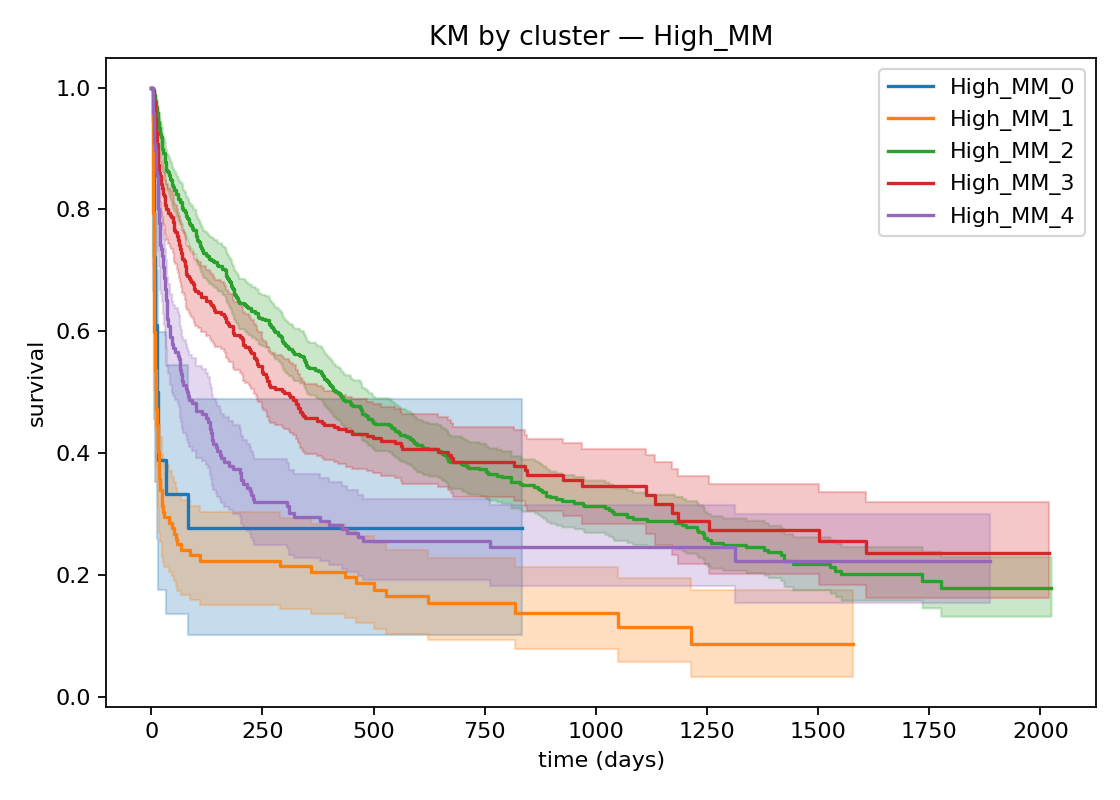 KM by cluster — High_MM
High_MM_0
High_MM_1
High_MM_2
High_MM_3
High_MM_4
survival
1.0
0.8
0.6
0.4
0.2
0.0
0 250 500 750 1000 1250 1500 1750 2000
time (days)